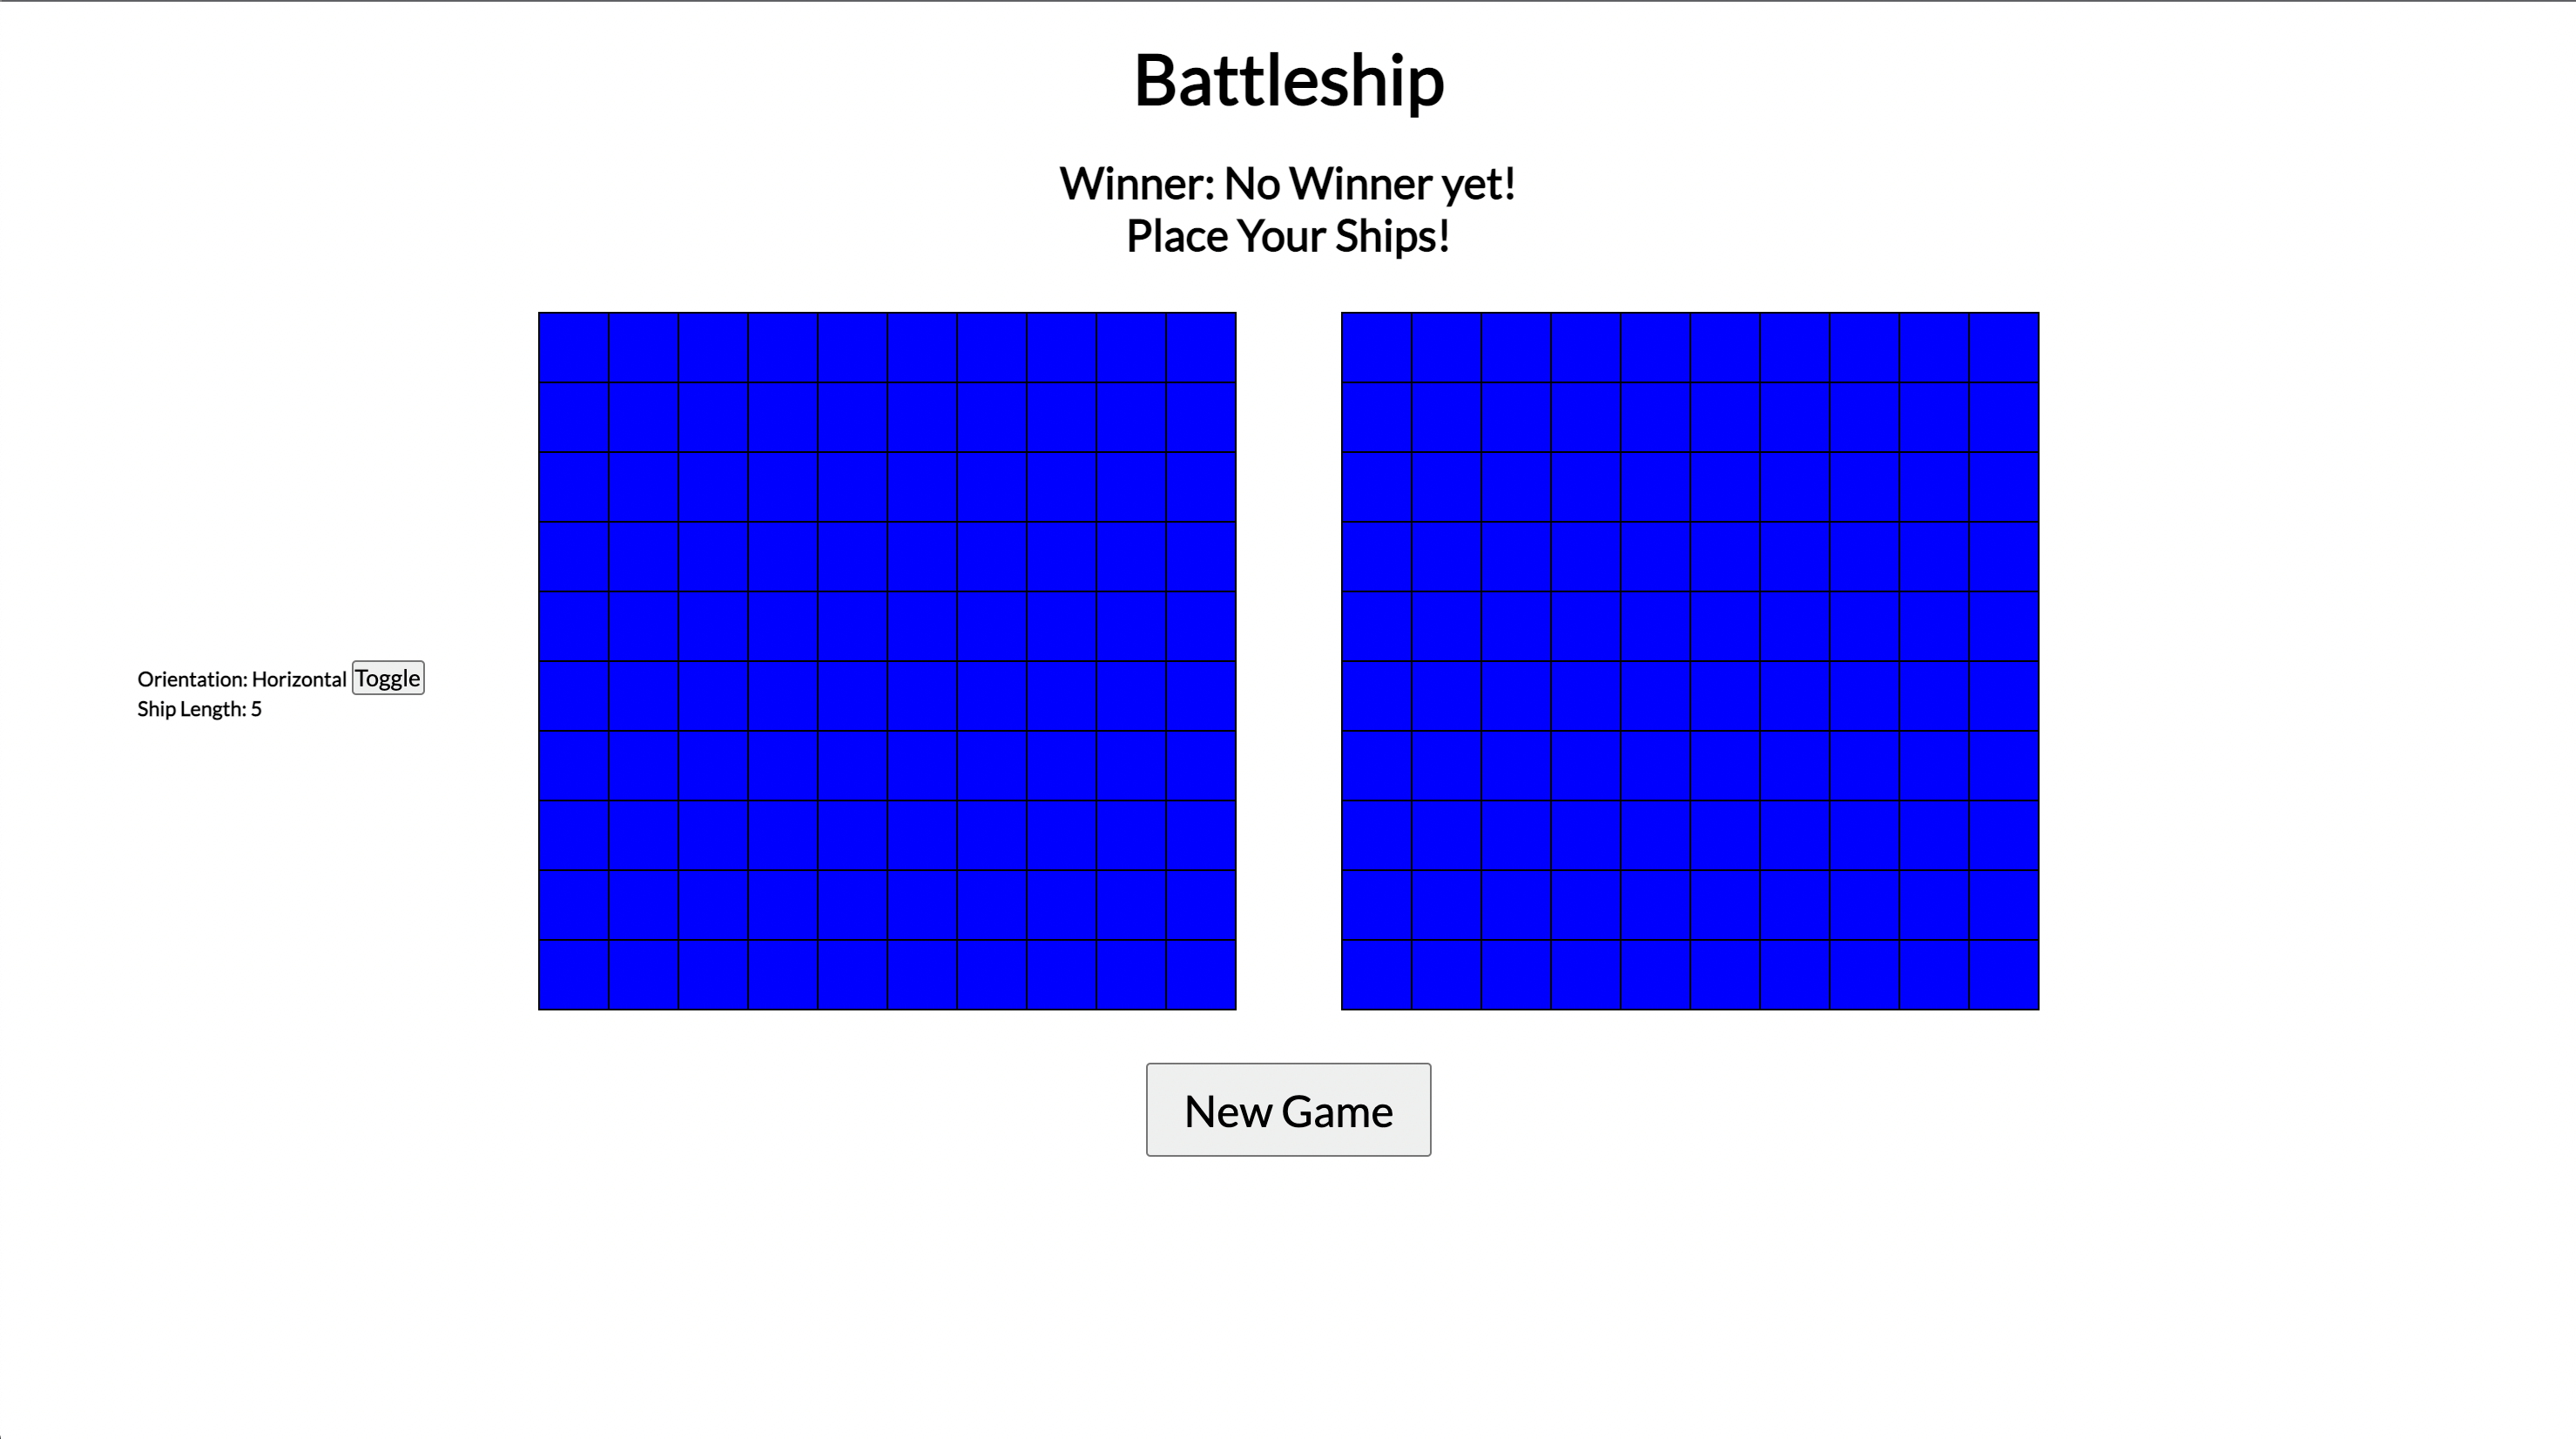 Battleship
Winner: No Winner yet!
Place Your Ships!
Orientation: Horizontal Toggle
Ship Length: 5
New Game